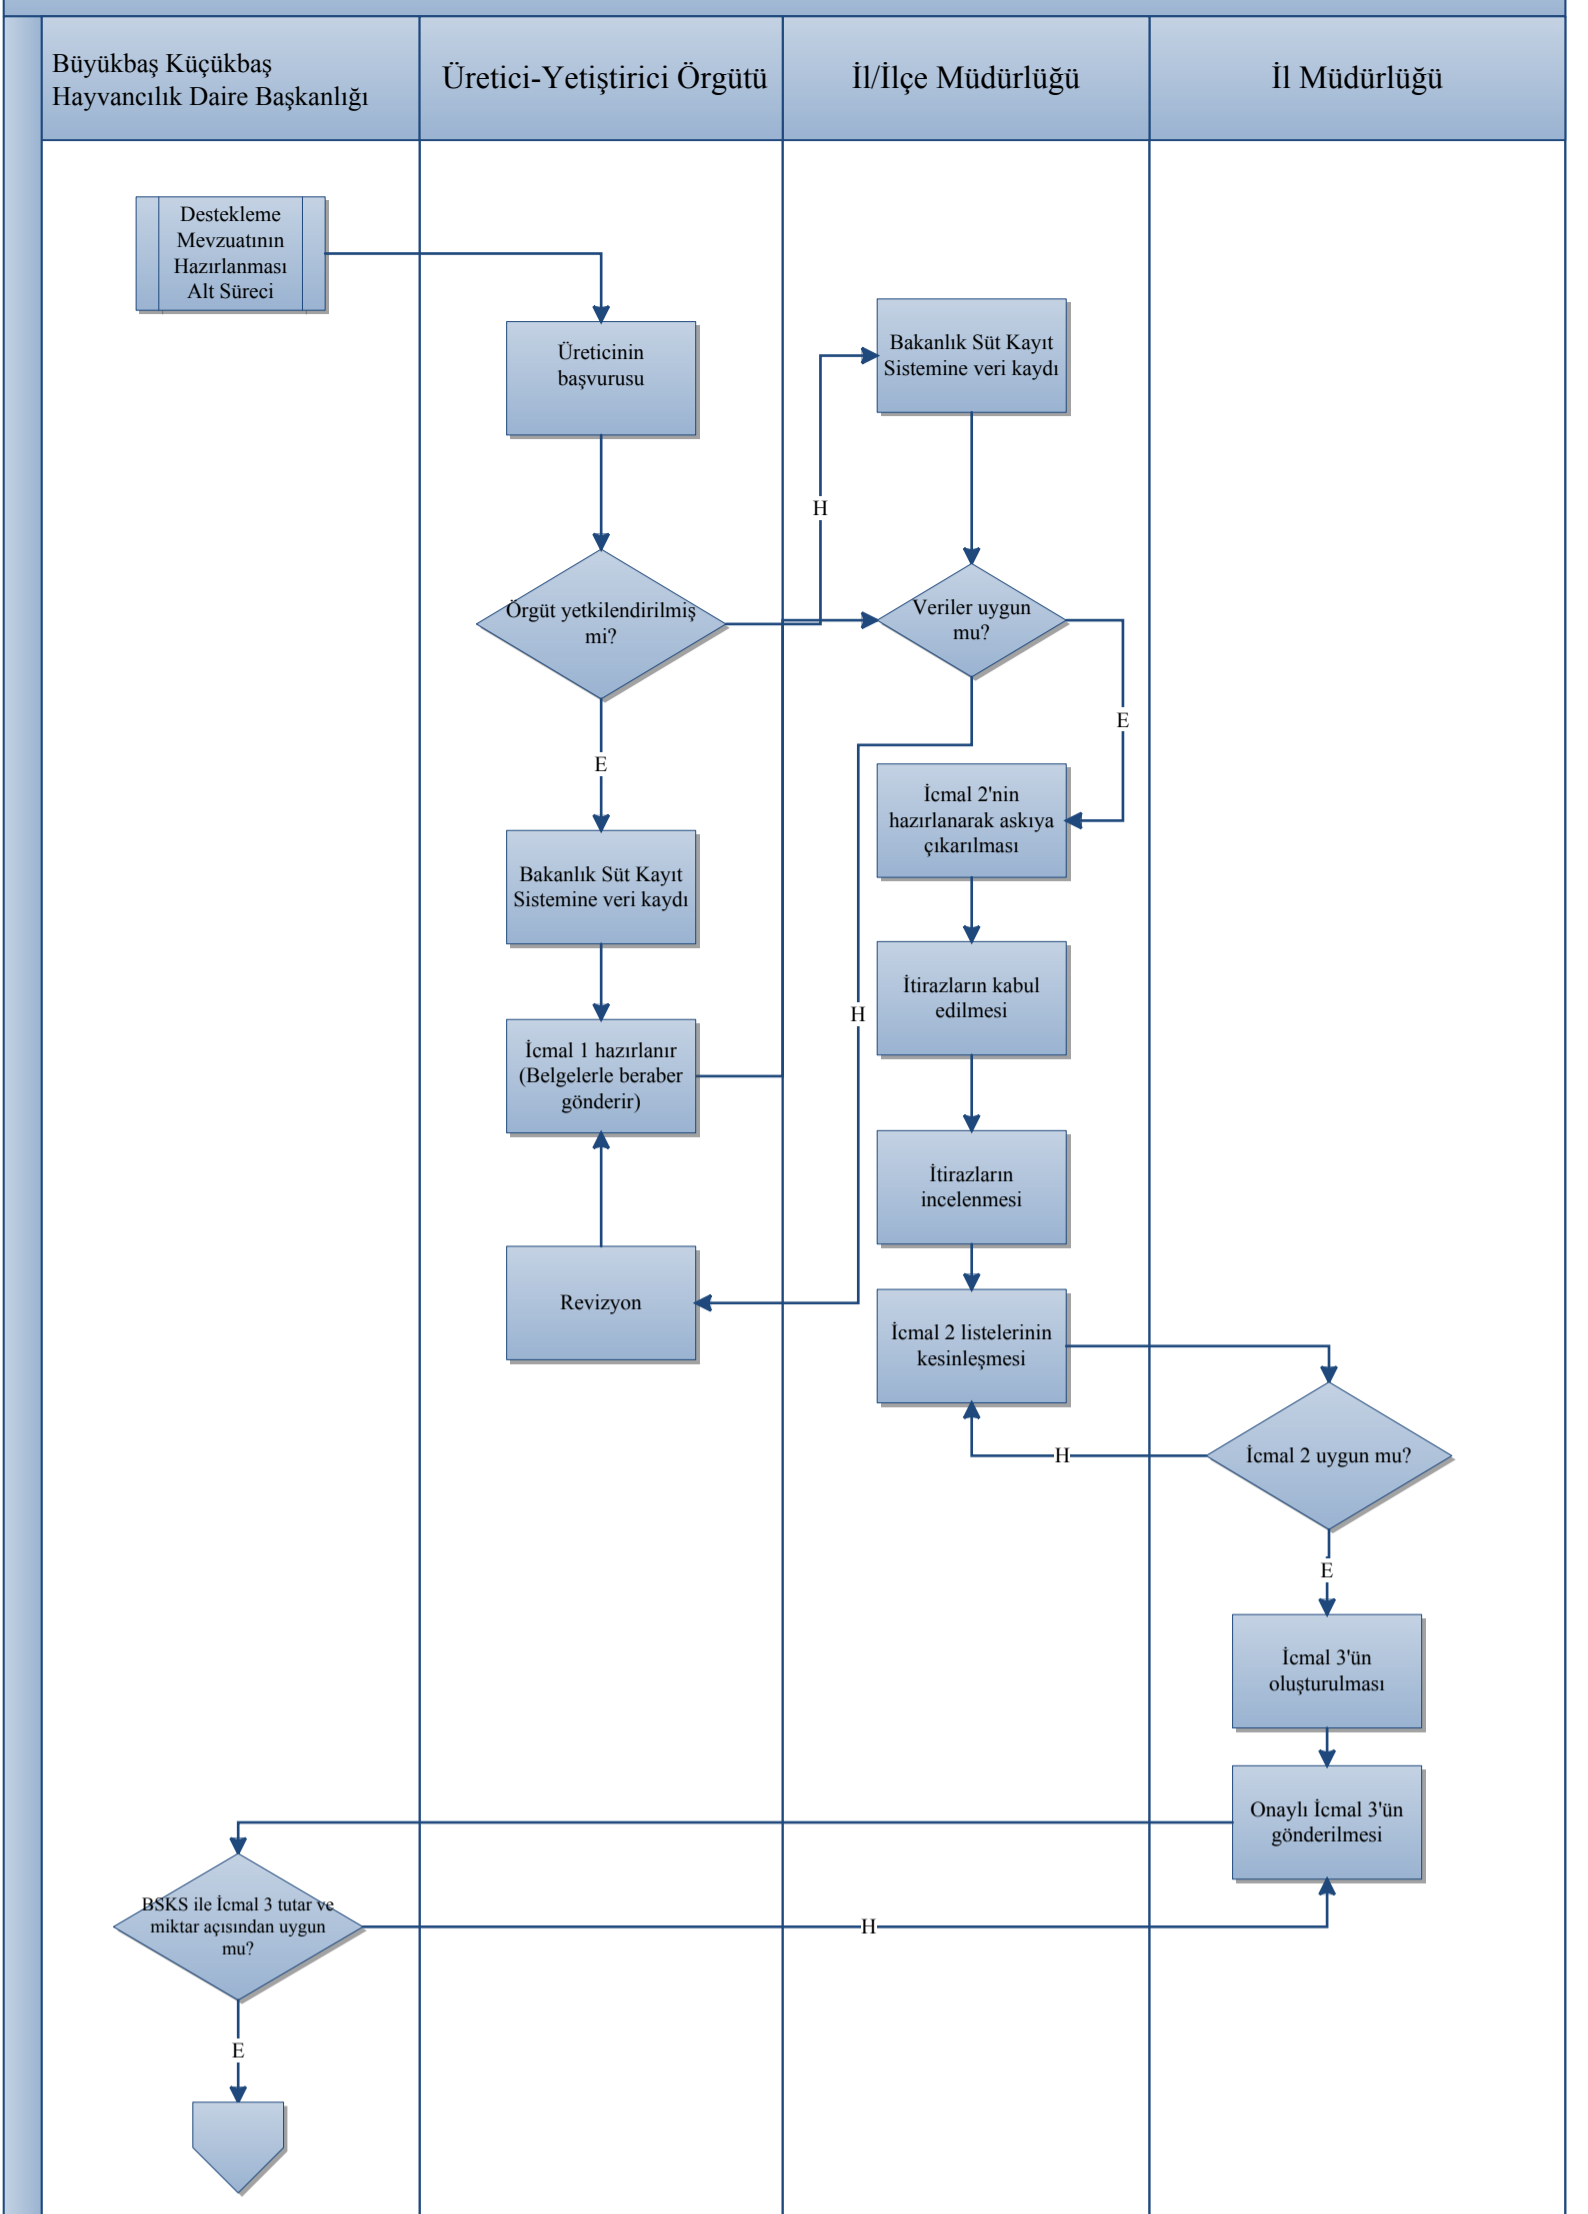 Büyükbaş Küçükbaş
Hayvancılık Daire Başkanlığı
Üretici-Yetiştirici Örgütü
İl/İlçe Müdürlüğü
İl Müdürlüğü
Destekleme
Mevzuatının
Hazırlanması
Alt Süreci
Üreticinin
başvurusu
Bakanlık Süt Kayıt
Sistemine veri kaydı
H
Örgüt yetkilendirilmiş
mi?
Veriler uygun
mu?
E
E
Bakanlık Süt Kayıt
Sistemine veri kaydı
İcmal 2'nin
hazırlanarak askıya
çıkarılması
İtirazların kabul
edilmesi
H
İcmal 1 hazırlanır
(Belgelerle beraber
gönderir)
İtirazların
incelenmesi
Revizyon
İcmal 2 listelerinin
kesinleşmesi
H
İcmal 2 uygun mu?
E
İcmal 3'ün
oluşturulması
Onaylı İcmal 3'ün
gönderilmesi
BSKS ile İcmal 3 tutar ve
miktar açısından uygun
mu?
H
E